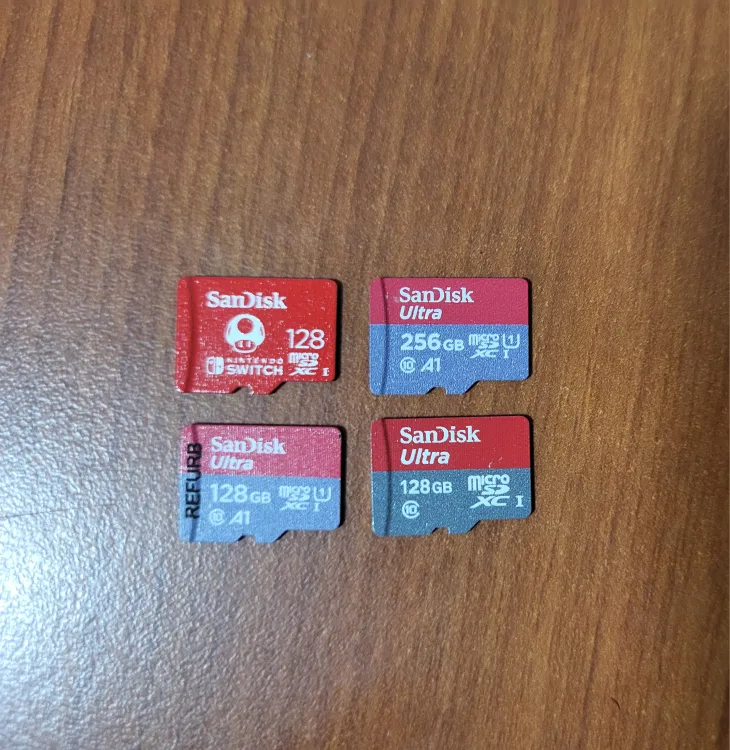 SanDisk
128
NINTENDO
SWITCH
micro
SD
XC I
SanDisk
Ultra
256GB
micro
SD
XC I
U1
10 A1
REFURB
SanDisk
Ultra
128GB
micro
SD
XC I
U1
10 A1
SanDisk
Ultra
128GB
micro
SD
XC I
10